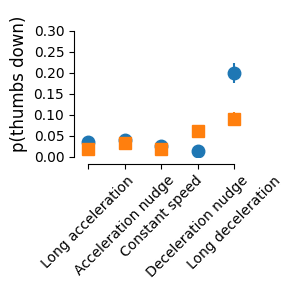 p(thumbs down)
0.30
0.25
0.20
0.15
0.10
0.05
0.00
Long acceleration
Acceleration nudge
Constant speed
Deceleration nudge
Long deceleration